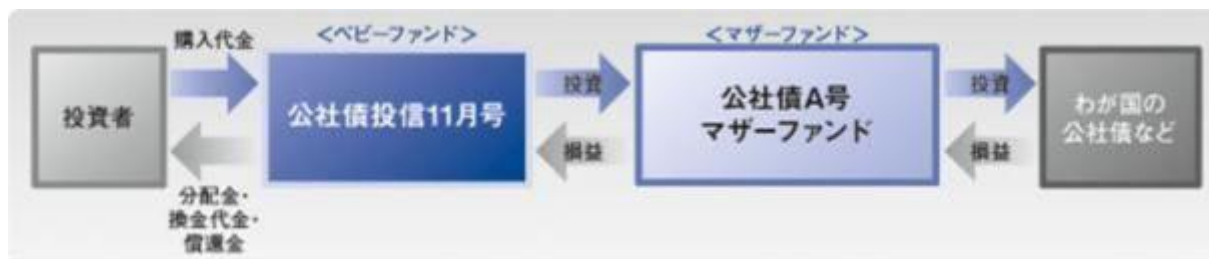 投資者
購入代金
分配金・
換金代金・
償還金
＜ベビーファンド＞
公社債投信11月号
投資
損益
＜マザーファンド＞
公社債A号
マザーファンド
投資
損益
わが国の
公社債など